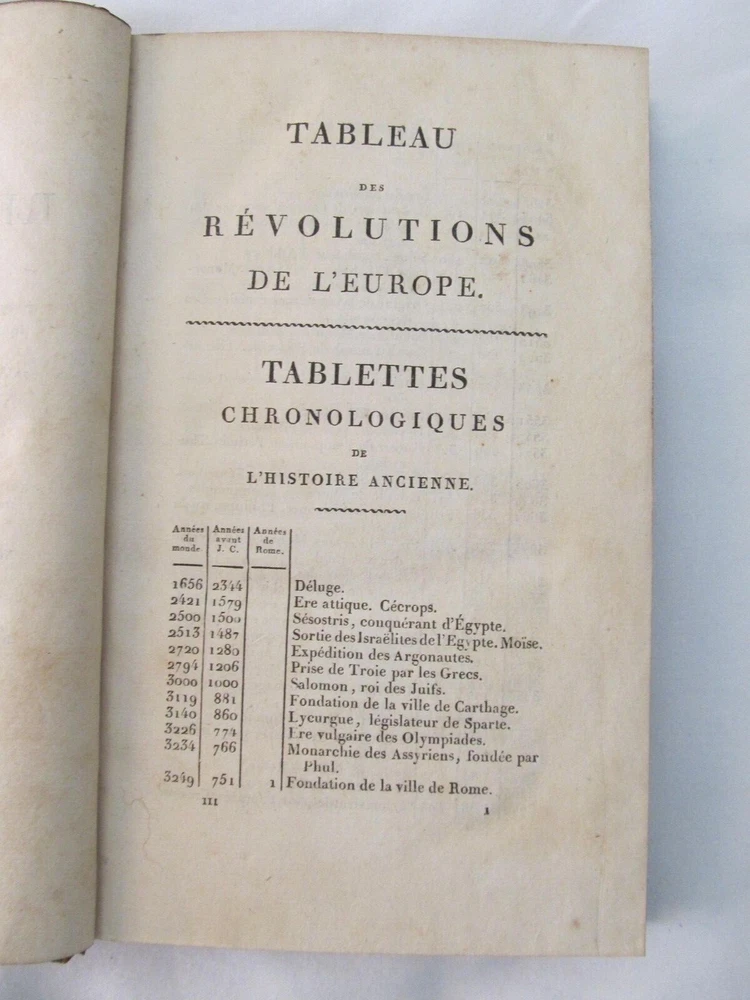 TABLEAU
DES
RÉVOLUTIONS
DE L'EUROPE.
TABLETTES
CHRONOLOGIQUES
DE
L'HISTOIRE ANCIENNE.
Années du monde Années avant J. C. Années de Rome.
1656 2344 Déluge.
2421 1579 Ere attique. Cécrops.
2500 1500 Sésostris, conquérant d'Égypte.
2513 1487 Sortie des Israëlites de l'Egypte. Moïse.
2720 1280 Expédition des Argonautes.
2794 1206 Prise de Troie par les Grecs.
3000 1000 Salomon, roi des Juifs.
3119 881 Fondation de la ville de Carthage.
3140 860 Lycurgue, législateur de Sparte.
3226 774 Ere vulgaire des Olympiades.
3234 766 Monarchie des Assyriens, fondée par
Phul.
3249 751 1 Fondation de la ville de Rome.
III 1